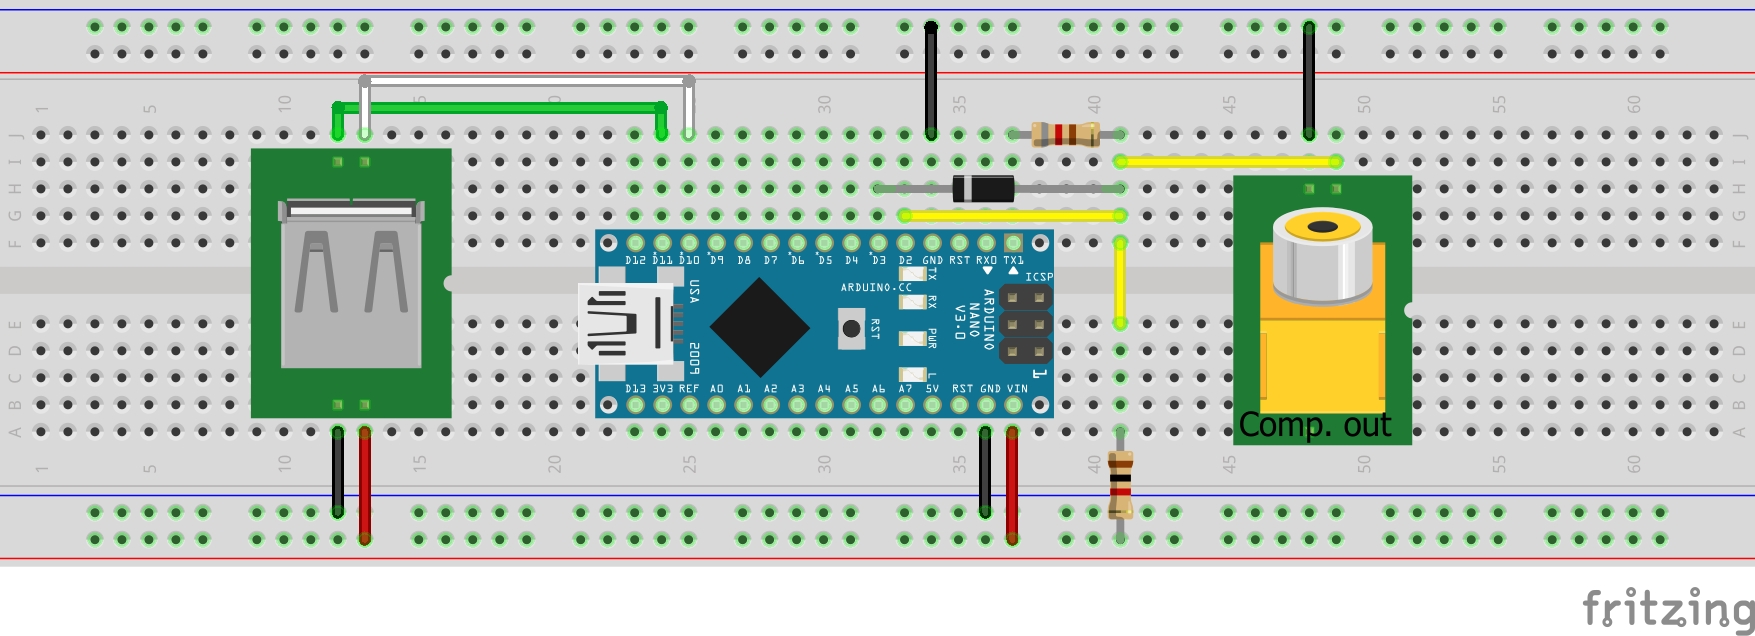 1 5 10 15 20 25 30 35 40 45 50 55 60
J J
I I
H H
G G
F F
D12 D11 D10 D9 D8 D7 D6 D5 D4 D3 D2 GND RST RX0 TX1
TX
ICSP
USA
ARDUINO.CC
RX
ARDUINO
NANO
V3.0
RST
PWR
2009
L
1
D13 3V3 REF A0 A1 A2 A3 A4 A5 A6 A7 5V RST GND VIN
E E
D D
C C
B B
A A
Comp. out
1 5 10 15 20 25 30 35 40 45 50 55 60
fritzing